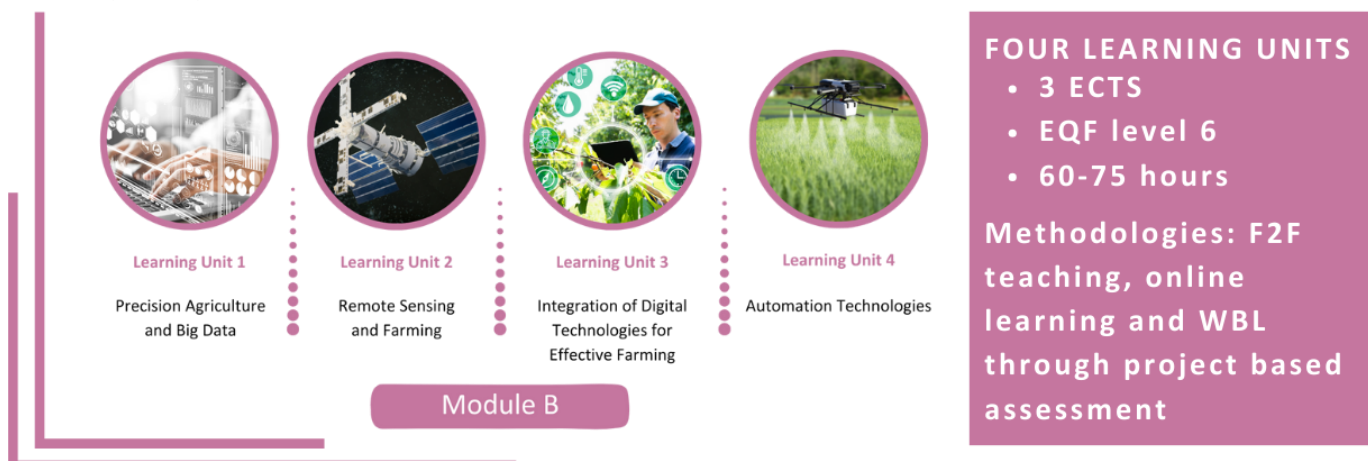 Learning Unit 1
Precision Agriculture
and Big Data
Learning Unit 2
Remote Sensing
and Farming
Learning Unit 3
Integration of Digital
Technologies for
Effective Farming
Learning Unit 4
Automation Technologies
Module B
FOUR LEARNING UNITS
• 3 ECTS
• EQF level 6
• 60-75 hours
Methodologies: F2F
teaching, online
learning and WBL
through project based
assessment